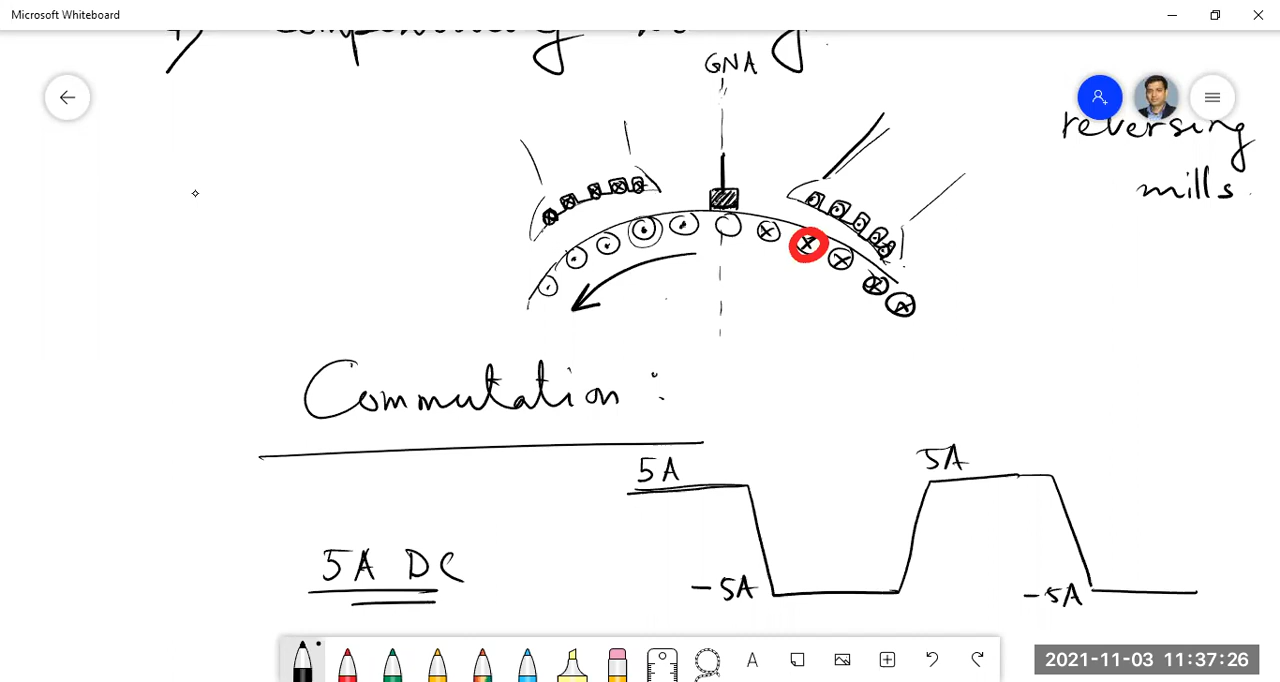 Microsoft Whiteboard
GNA
reversing
mills.
Commutation :
5A
5A
5A DC
-5A
-5A
A
2021-11-03 11:37:26